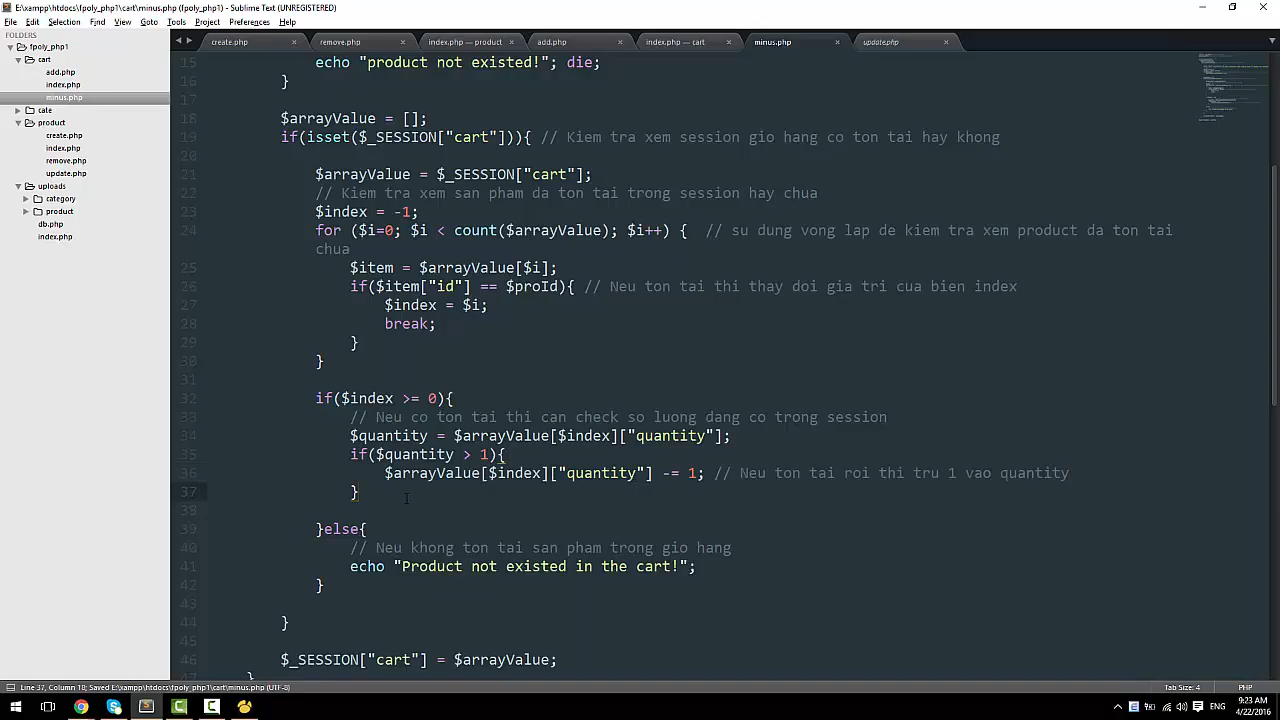 E:\xampp\htdocs\fpoly_php1\cart\minus.php (fpoly_php1) - Sublime Text (UNREGISTERED)
File Edit Selection Find View Goto Tools Project Preferences Help
FOLDERS
fpoly_php1
cart
add.php
index.php
minus.php
cate
product
create.php
index.php
remove.php
update.php
uploads
category
product
db.php
index.php
create.php remove.php index.php — product add.php index.php — cart minus.php update.php
15 echo "product not existed!"; die;
16 }
17
18 $arrayValue = [];
19 if(isset($_SESSION["cart"])){ // Kiem tra xem session gio hang co ton tai hay khong
20
21 $arrayValue = $_SESSION["cart"];
22 // Kiem tra xem san pham da ton tai trong session hay chua
23 $index = -1;
24 for ($i=0; $i < count($arrayValue); $i++) { // su dung vong lap de kiem tra xem product da ton tai
chua
25 $item = $arrayValue[$i];
26 if($item["id"] == $proId){ // Neu ton tai thi thay doi gia tri cua bien index
27 $index = $i;
28 break;
29 }
30 }
31
32 if($index >= 0){
33 // Neu co ton tai thi can check so luong dang co trong session
34 $quantity = $arrayValue[$index]["quantity"];
35 if($quantity > 1){
36 $arrayValue[$index]["quantity"] -= 1; // Neu ton tai roi thi tru 1 vao quantity
37 }
38
39 }else{
40 // Neu khong ton tai san pham trong gio hang
41 echo "Product not existed in the cart!";
42 }
43
44 }
45
46 $_SESSION["cart"] = $arrayValue;
47 }
Line 37, Column 18; Saved E:\xampp\htdocs\fpoly_php1\cart\minus.php (UTF-8) Tab Size: 4 PHP
9:23 AM
4/22/2016